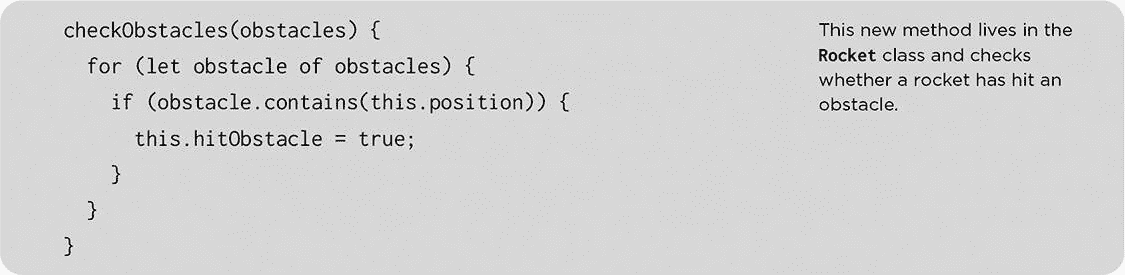 checkObstacles(obstacles) {
  for (let obstacle of obstacles) {
    if (obstacle.contains(this.position)) {
      this.hitObstacle = true;
    }
  }
}
This new method lives in the
Rocket class and checks
whether a rocket has hit an
obstacle.